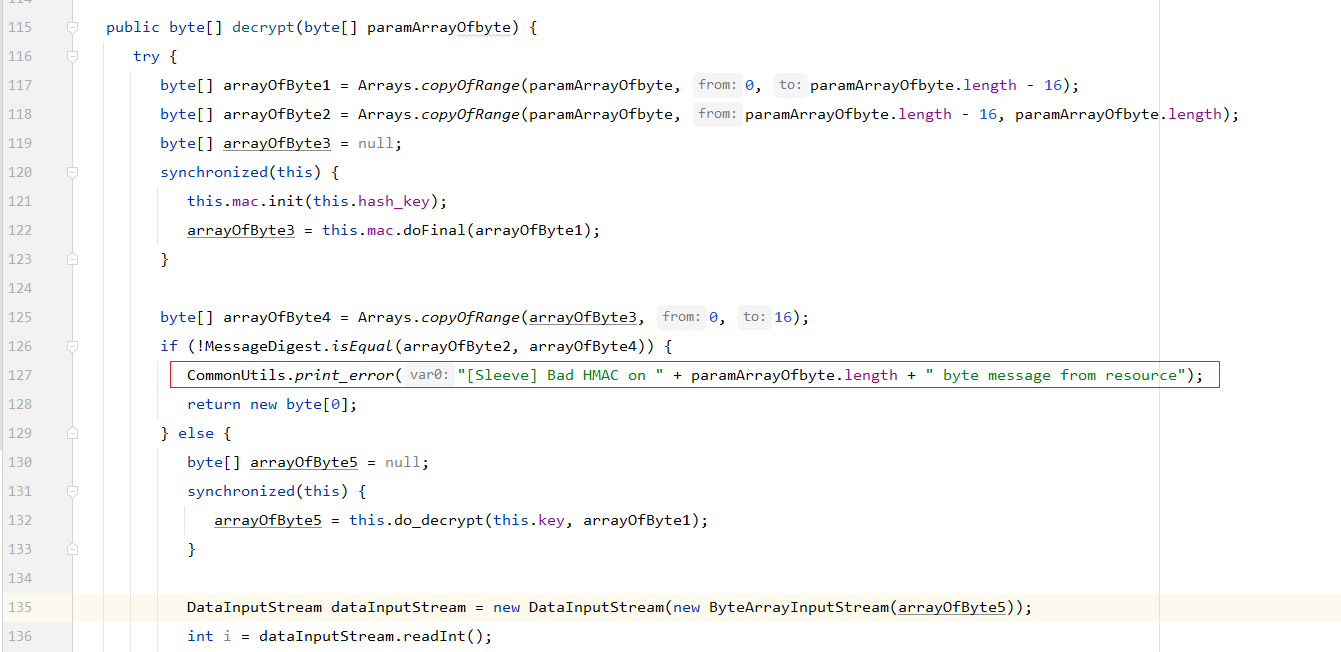 114
115 public byte[] decrypt(byte[] paramArrayOfbyte) {
116 try {
117 byte[] arrayOfByte1 = Arrays.copyOfRange(paramArrayOfbyte, from: 0, to: paramArrayOfbyte.length - 16);
118 byte[] arrayOfByte2 = Arrays.copyOfRange(paramArrayOfbyte, from: paramArrayOfbyte.length - 16, paramArrayOfbyte.length);
119 byte[] arrayOfByte3 = null;
120 synchronized(this) {
121 this.mac.init(this.hash_key);
122 arrayOfByte3 = this.mac.doFinal(arrayOfByte1);
123 }
124
125 byte[] arrayOfByte4 = Arrays.copyOfRange(arrayOfByte3, from: 0, to: 16);
126 if (!MessageDigest.isEqual(arrayOfByte2, arrayOfByte4)) {
127 CommonUtils.print_error( var0: "[Sleeve] Bad HMAC on " + paramArrayOfbyte.length + " byte message from resource");
128 return new byte[0];
129 } else {
130 byte[] arrayOfByte5 = null;
131 synchronized(this) {
132 arrayOfByte5 = this.do_decrypt(this.key, arrayOfByte1);
133 }
134
135 DataInputStream dataInputStream = new DataInputStream(new ByteArrayInputStream(arrayOfByte5));
136 int i = dataInputStream.readInt();